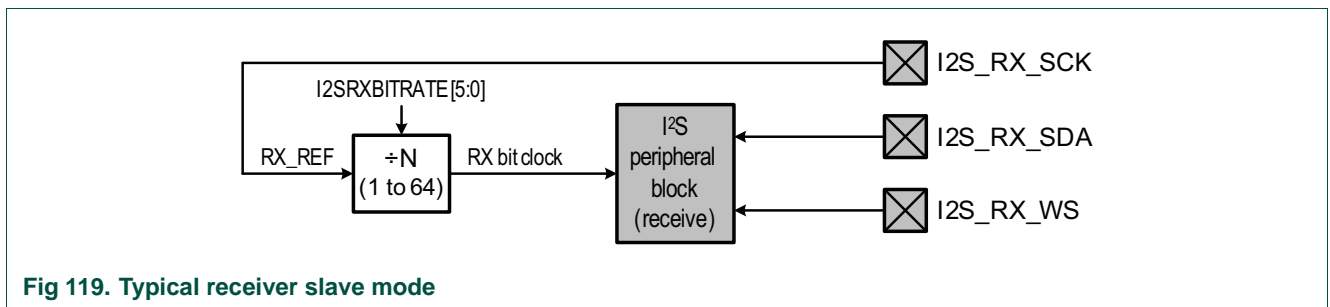 I2S_RX_SCK
I2SRXBITRATE[5:0]
RX_REF
÷N
(1 to 64)
RX bit clock
I²S
peripheral
block
(receive)
I2S_RX_SDA
I2S_RX_WS
Fig 119. Typical receiver slave mode